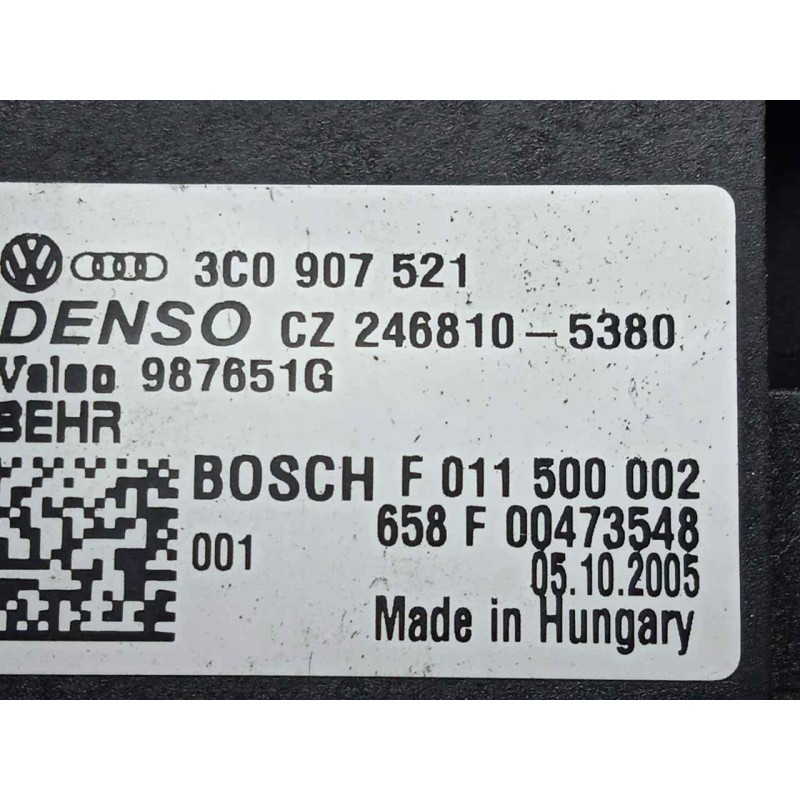 3C0 907 521
DENSO CZ 246810-5380
Valeo 987651G
BEHR
BOSCH F 011 500 002
658 F 00473548
001
05.10.2005
Made in Hungary